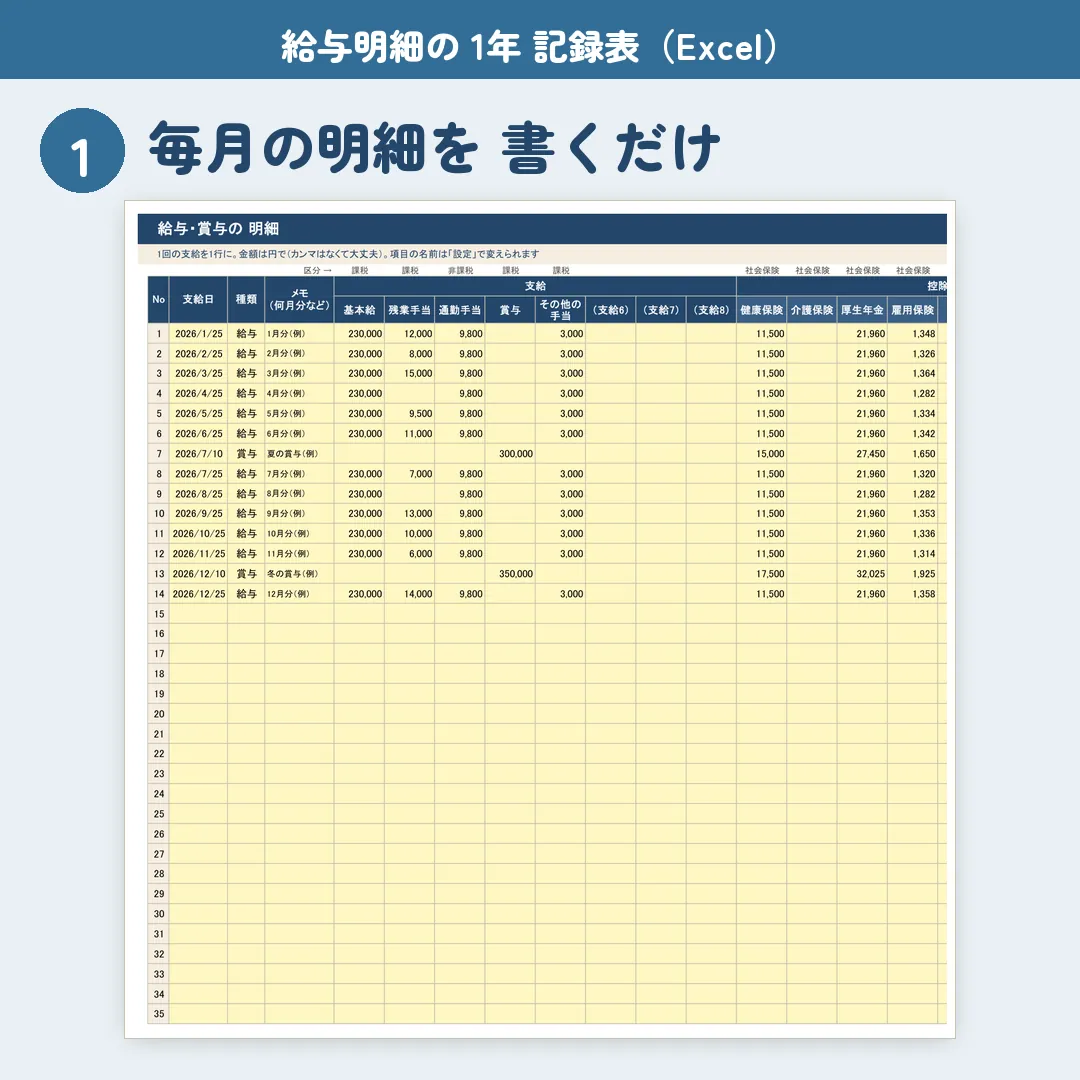 給与明細の 1年 記録表（Excel）
1 毎月の明細を 書くだけ
給与・賞与の 明細
1回の支給を1行に。金額は円で(カンマはなくて大丈夫)。項目の名前は「設定」で変えられます
区分 → 課税 課税 非課税 課税 課税 社会保険 社会保険 社会保険 社会保険
支給 控除
No 支給日 種類 メモ（何月分など） 基本給 残業手当 通勤手当 賞与 その他の手当 （支給6） （支給7） （支給8） 健康保険 介護保険 厚生年金 雇用保険
1 2026/1/25 給与 1月分(例) 230,000 12,000 9,800 3,000 11,500 21,960 1,348
2 2026/2/25 給与 2月分(例) 230,000 8,000 9,800 3,000 11,500 21,960 1,326
3 2026/3/25 給与 3月分(例) 230,000 15,000 9,800 3,000 11,500 21,960 1,364
4 2026/4/25 給与 4月分(例) 230,000 9,800 3,000 11,500 21,960 1,282
5 2026/5/25 給与 5月分(例) 230,000 9,500 9,800 3,000 11,500 21,960 1,334
6 2026/6/25 給与 6月分(例) 230,000 11,000 9,800 3,000 11,500 21,960 1,342
7 2026/7/10 賞与 夏の賞与(例) 300,000 15,000 27,450 1,650
8 2026/7/25 給与 7月分(例) 230,000 7,000 9,800 3,000 11,500 21,960 1,320
9 2026/8/25 給与 8月分(例) 230,000 9,800 3,000 11,500 21,960 1,282
10 2026/9/25 給与 9月分(例) 230,000 13,000 9,800 3,000 11,500 21,960 1,353
11 2026/10/25 給与 10月分(例) 230,000 10,000 9,800 3,000 11,500 21,960 1,336
12 2026/11/25 給与 11月分(例) 230,000 6,000 9,800 3,000 11,500 21,960 1,314
13 2026/12/10 賞与 冬の賞与(例) 350,000 17,500 32,025 1,925
14 2026/12/25 給与 12月分(例) 230,000 14,000 9,800 3,000 11,500 21,960 1,358
15
16
17
18
19
20
21
22
23
24
25
26
27
28
29
30
31
32
33
34
35